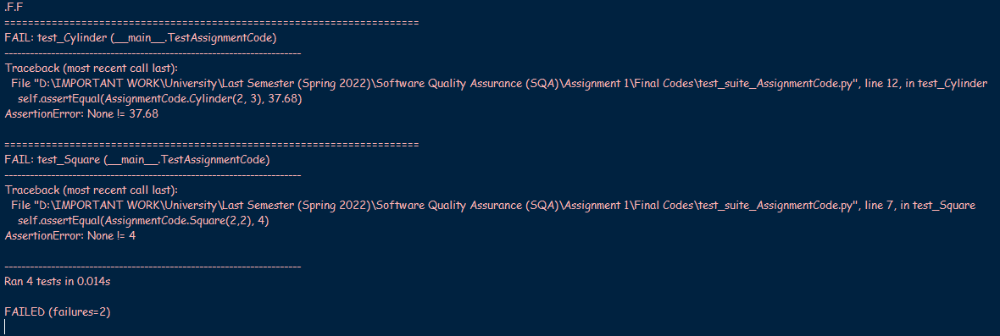 .F.F
======================================================================
FAIL: test_Cylinder (__main__.TestAssignmentCode)
----------------------------------------------------------------------
Traceback (most recent call last):
  File "D:\IMPORTANT WORK\University\Last Semester (Spring 2022)\Software Quality Assurance (SQA)\Assignment 1\Final Codes\test_suite_AssignmentCode.py", line 12, in test_Cylinder
    self.assertEqual(AssignmentCode.Cylinder(2, 3), 37.68)
AssertionError: None != 37.68
======================================================================
FAIL: test_Square (__main__.TestAssignmentCode)
----------------------------------------------------------------------
Traceback (most recent call last):
  File "D:\IMPORTANT WORK\University\Last Semester (Spring 2022)\Software Quality Assurance (SQA)\Assignment 1\Final Codes\test_suite_AssignmentCode.py", line 7, in test_Square
    self.assertEqual(AssignmentCode.Square(2,2), 4)
AssertionError: None != 4
----------------------------------------------------------------------
Ran 4 tests in 0.014s
FAILED (failures=2)